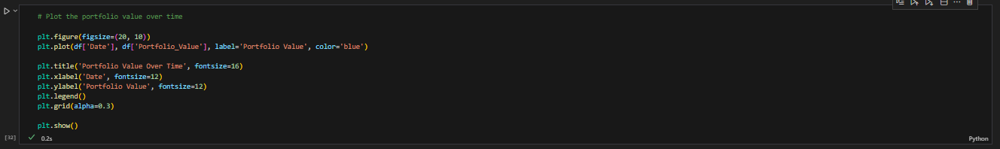 # Plot the portfolio value over time
plt.figure(figsize=(20, 10))
plt.plot(df['Date'], df['Portfolio_Value'], label='Portfolio Value', color='blue')
plt.title('Portfolio Value Over Time', fontsize=16)
plt.xlabel('Date', fontsize=12)
plt.ylabel('Portfolio Value', fontsize=12)
plt.legend()
plt.grid(alpha=0.3)
plt.show()
[32] 0.2s Python